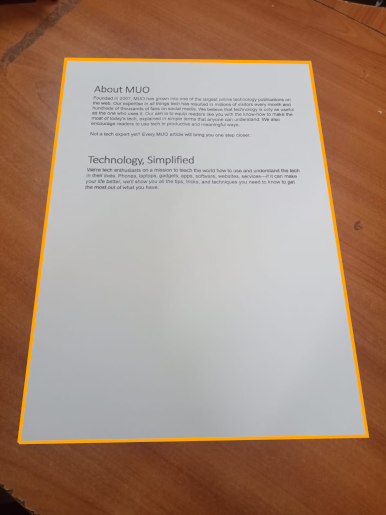 About MUO
Founded in 2007, MUO has grown into one of the largest online technology publications on
the web. Our expertise in all things tech has resulted in millions of visitors every month and
hundreds of thousands of fans on social media. We believe that technology is only as useful
as the one who uses it. Our aim is to equip readers like you with the know-how to make the
most of today's tech, explained in simple terms that anyone can understand. We also
encourage readers to use tech in productive and meaningful ways.
Not a tech expert yet? Every MUO article will bring you one step closer.
Technology, Simplified
We're tech enthusiasts on a mission to teach the world how to use and understand the tech
in their lives. Phones, laptops, gadgets, apps, software, websites, services—if it can make
your life better, we'll show you all the tips, tricks, and techniques you need to know to get
the most out of what you have.